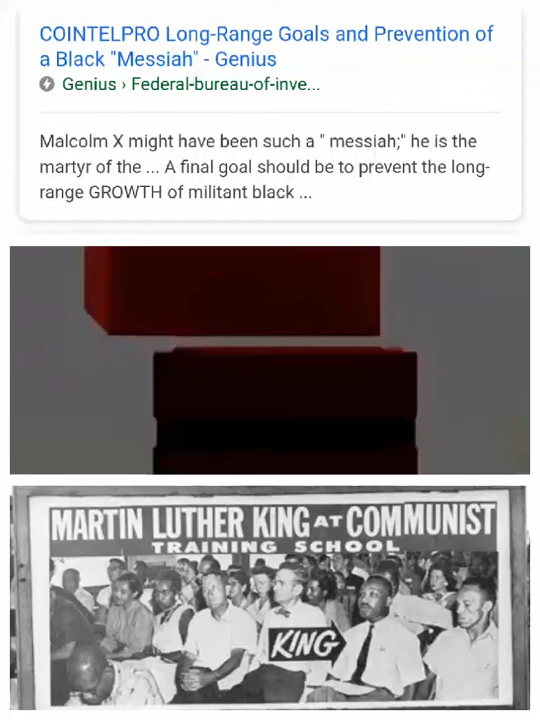 COINTELPRO Long-Range Goals and Prevention of
a Black "Messiah" - Genius
Genius › Federal-bureau-of-inve...
Malcolm X might have been such a " messiah;" he is the
martyr of the ... A final goal should be to prevent the long-
range GROWTH of militant black ...
MARTIN LUTHER KING AT COMMUNIST
TRAINING SCHOOL
KING